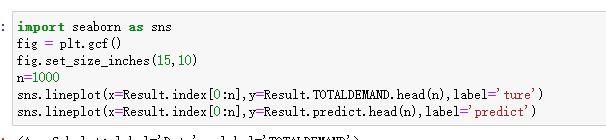 import seaborn as sns
fig = plt.gcf()
fig.set_size_inches(15,10)
n=1000
sns.lineplot(x=Result.index[0:n],y=Result.TOTALDEMAND.head(n),label='ture')
sns.lineplot(x=Result.index[0:n],y=Result.predict.head(n),label='predict')